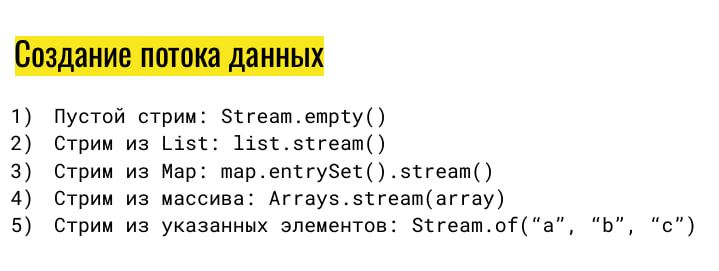 Создание потока данных
1) Пустой стрим: Stream.empty()
2) Стрим из List: list.stream()
3) Стрим из Map: map.entrySet().stream()
4) Стрим из массива: Arrays.stream(array)
5) Стрим из указанных элементов: Stream.of(“a”, “b”, “c”)